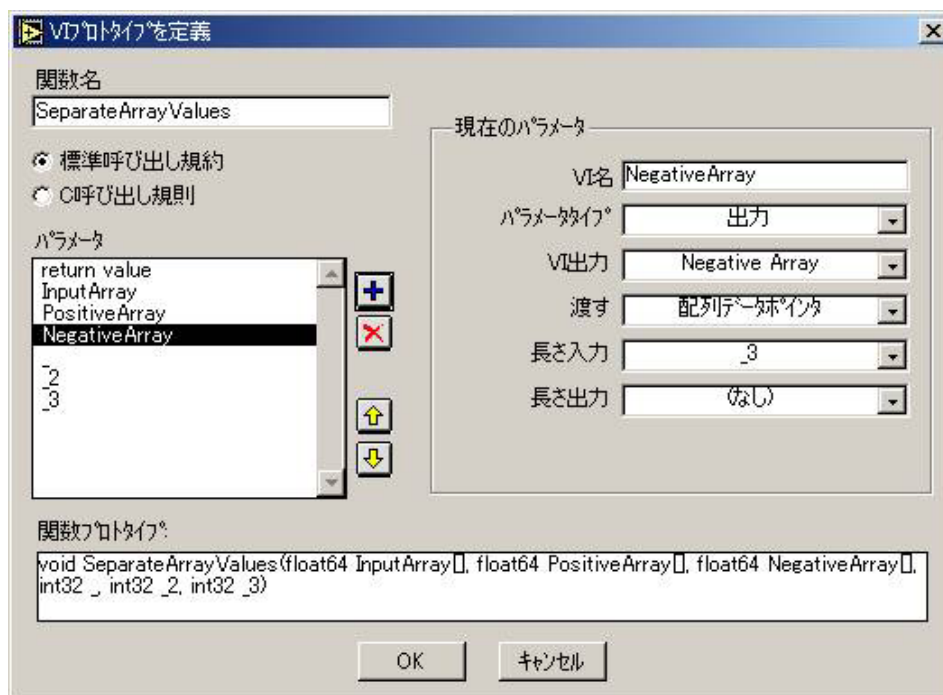 VIプロトタイプを定義
関数名
SeparateArrayValues
標準呼び出し規約
C呼び出し規則
パラメータ
return value
InputArray
PositiveArray
NegativeArray
_
_2
_3
現在のパラメータ
VI名 NegativeArray
パラメータタイプ 出力
VI出力 Negative Array
渡す 配列データポインタ
長さ入力 _3
長さ出力 (なし)
関数プロトタイプ:
void SeparateArrayValues(float64 InputArray[], float64 PositiveArray[], float64 NegativeArray[],
int32 _, int32 _2, int32 _3)
OK キャンセル